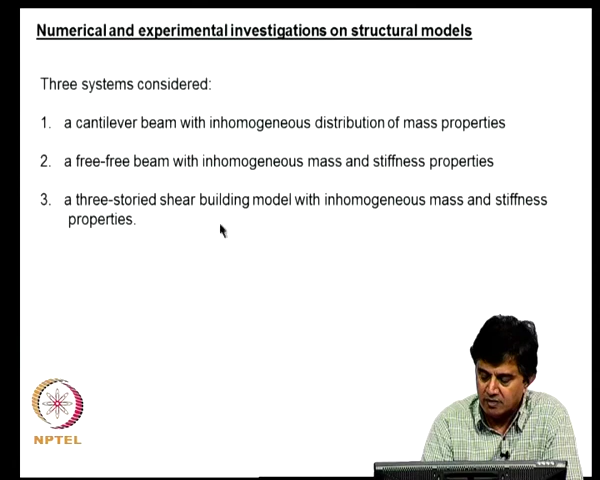 Numerical and experimental investigations on structural models
Three systems considered:
1. a cantilever beam with inhomogeneous distribution of mass properties
2. a free-free beam with inhomogeneous mass and stiffness properties
3. a three-storied shear building model with inhomogeneous mass and stiffness
properties.
NPTEL